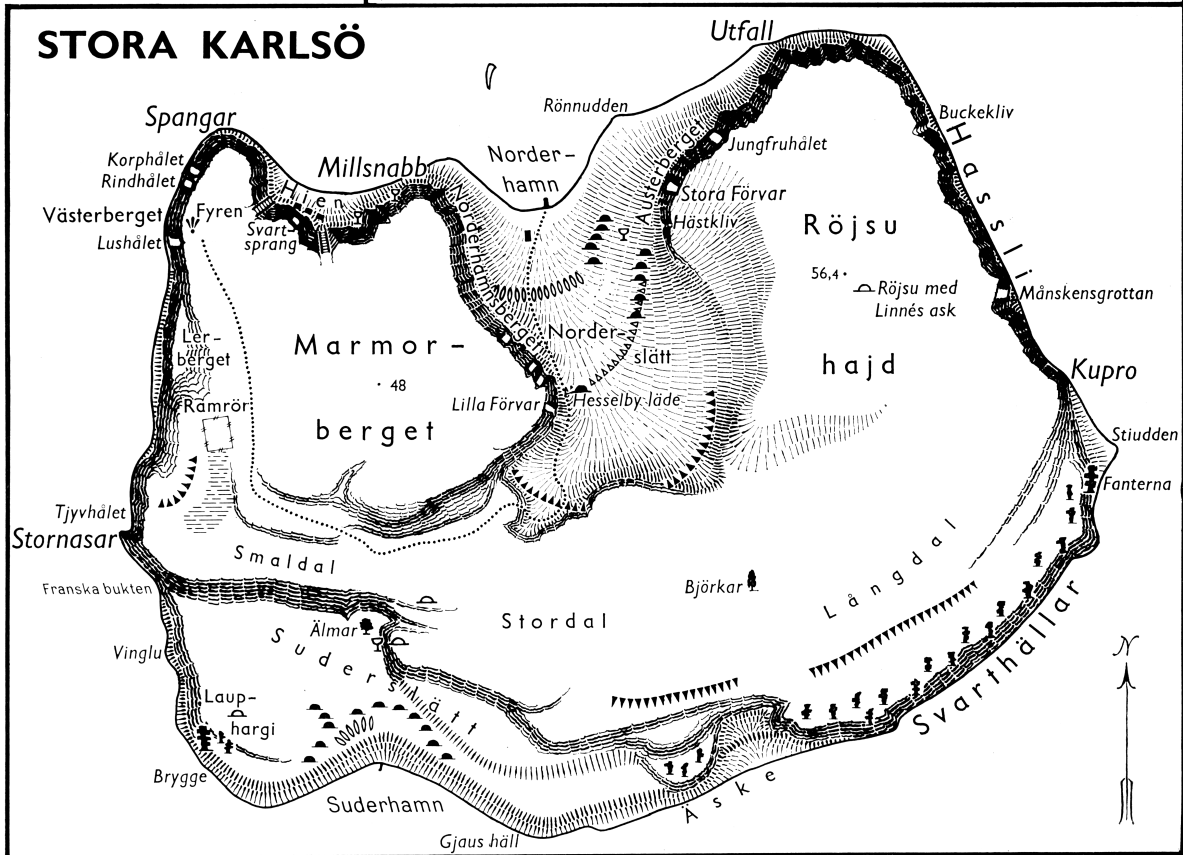 STORA KARLSÖ
Utfall
Rönnudden
Spangar
Buckekliv
Hassli
Korphålet
Rindhålet
Millsnabb
Norder-
hamn
Austerberget
Jungfruhålet
Hien
Norderhamnsberget
Stora Förvar
Västerberget
Fyren
Svart-
sprang
Hästkliv
Lushålet
Röjsu
hajd
56,4
Röjsu med
Linnés ask
Månskensgrottan
Ler-
berget
Marmor-
berget
48
Norder-
slätt
Kupro
Lilla Förvar
Hesselby läde
Ramrör
Stiudden
Fanterna
Tjyvhålet
Stornasar
Smaldal
Franska bukten
Björkar
Långdal
Älmar
Stordal
Vinglu
Suderslätt
Svarthällar
N
Laup-
hargi
Brygge
Suderhamn
Äske
Gjaus häll